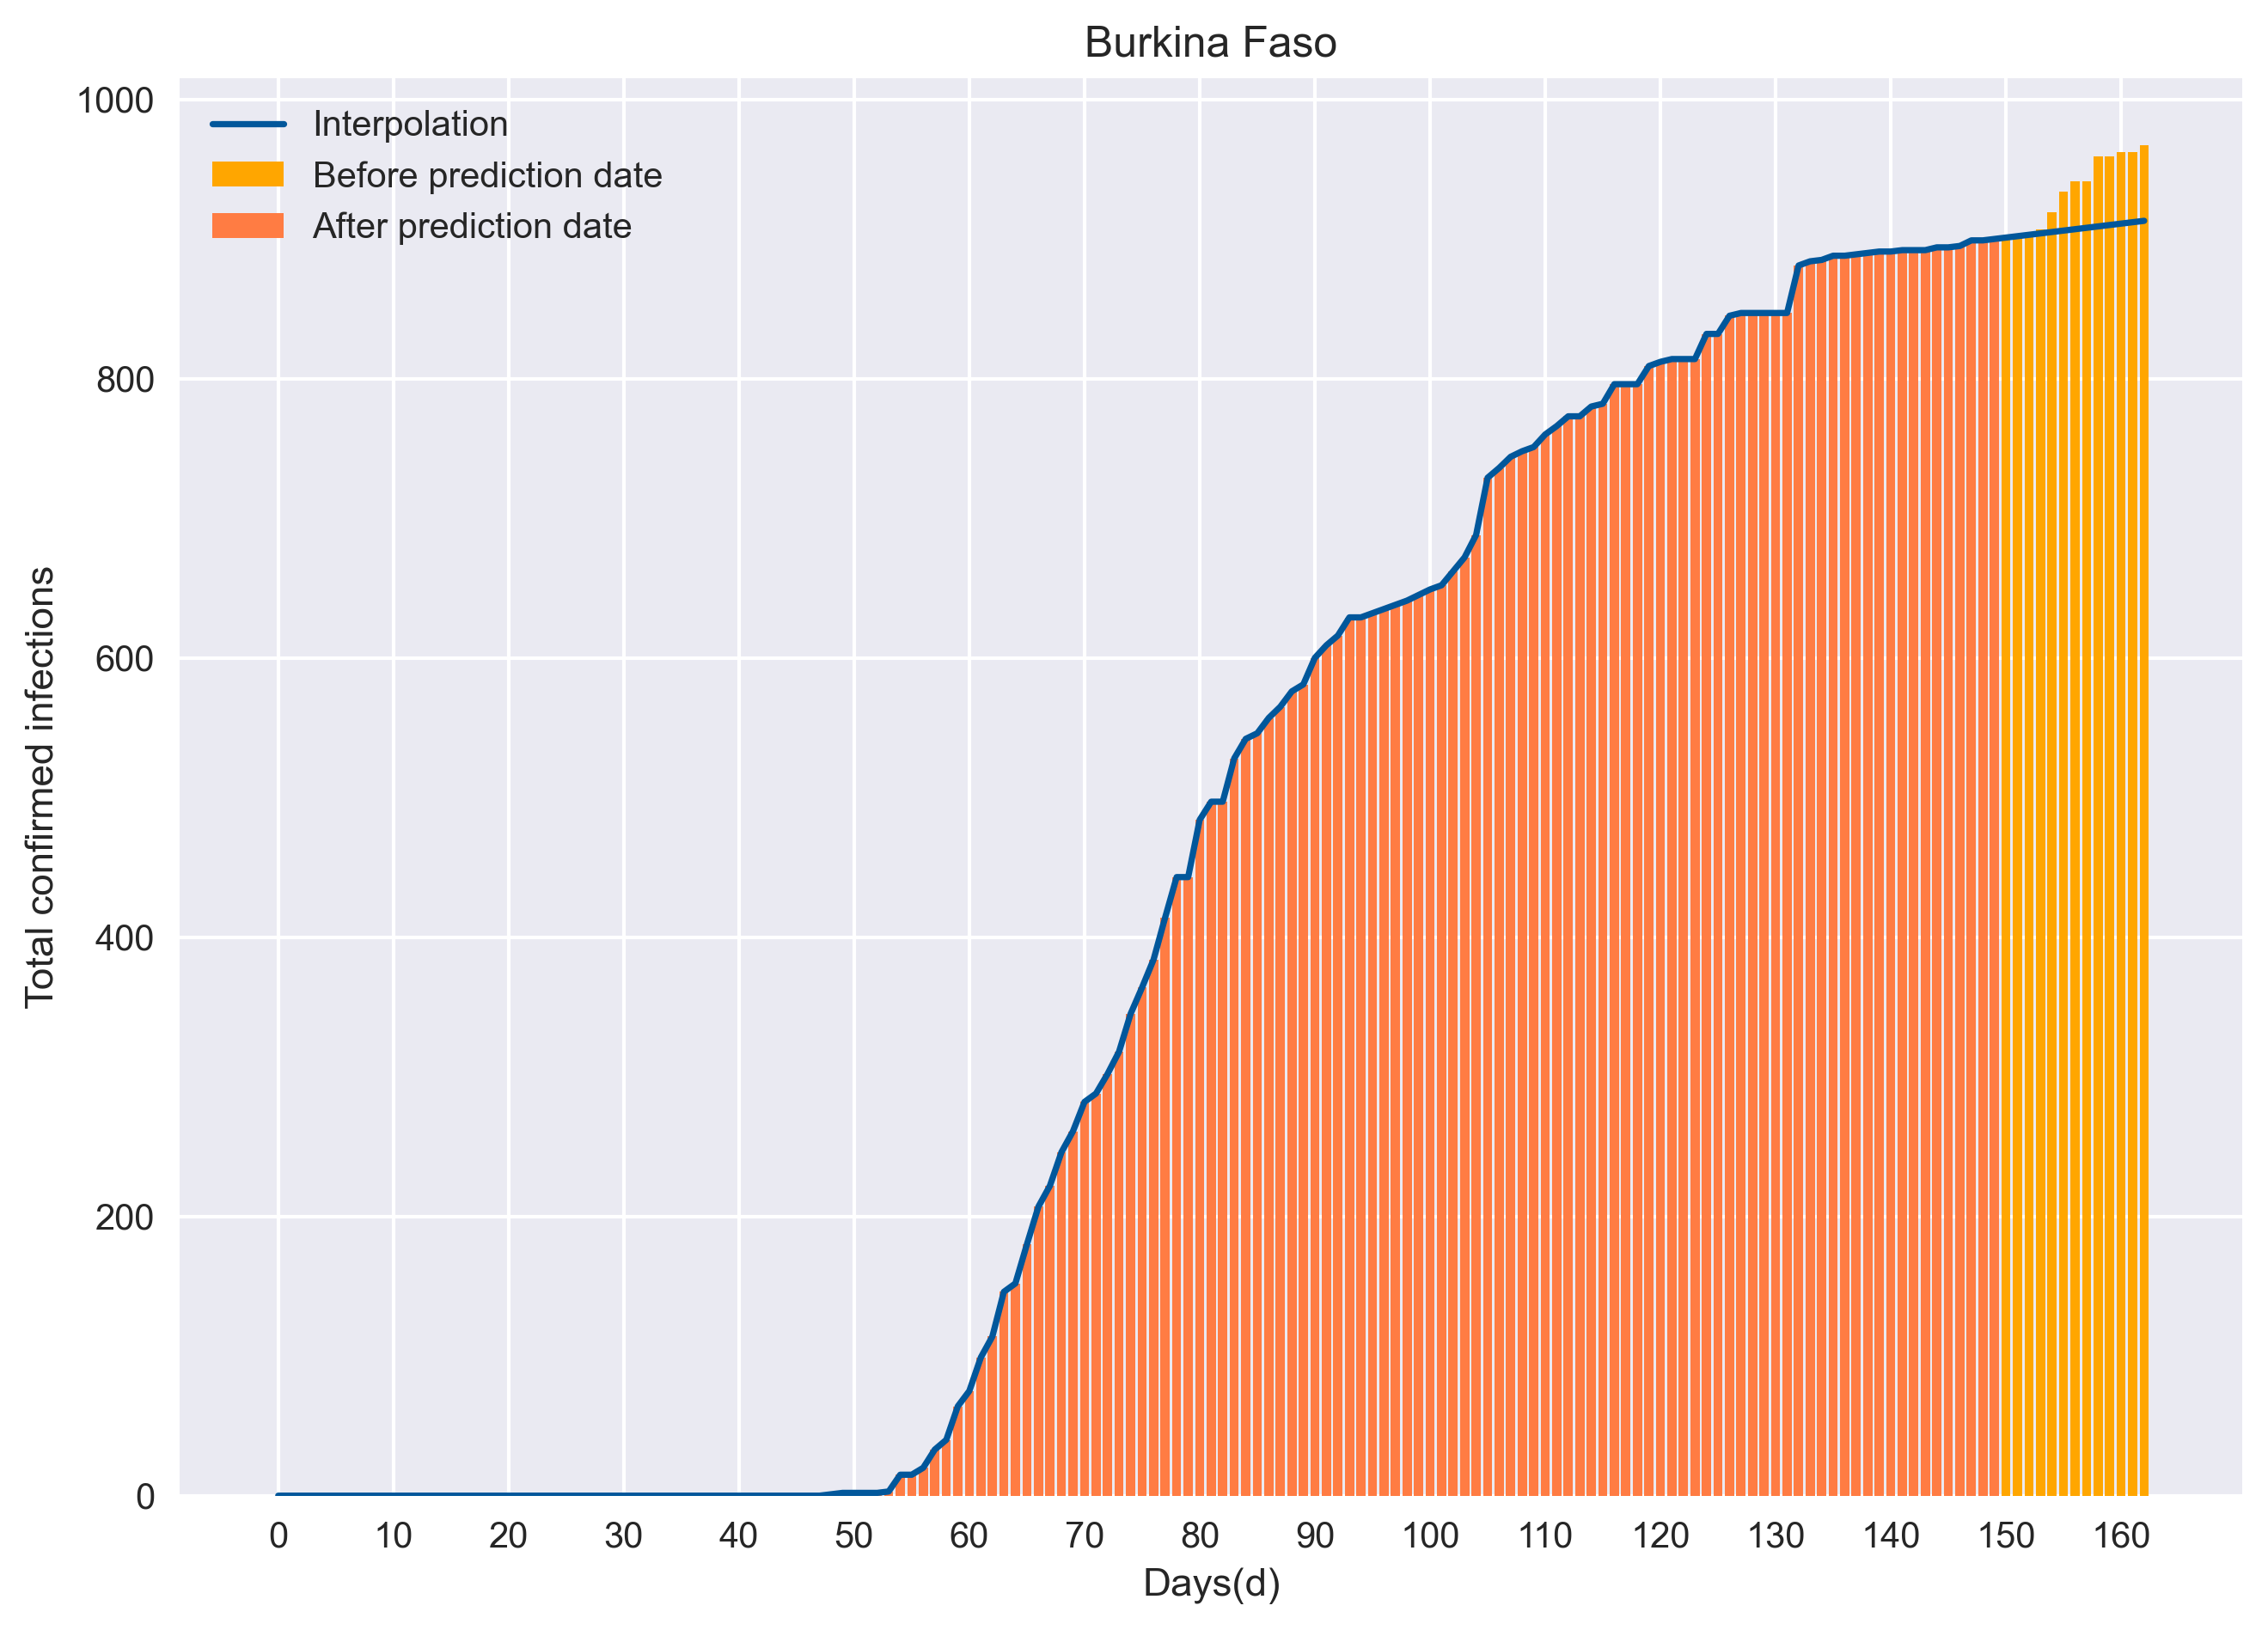 Burkina Faso
1000
800
600
400
200
0
Interpolation
Before prediction date
After prediction date
Total confirmed infections
0 10 20 30 40 50 60 70 80 90 100 110 120 130 140 150 160
Days(d)